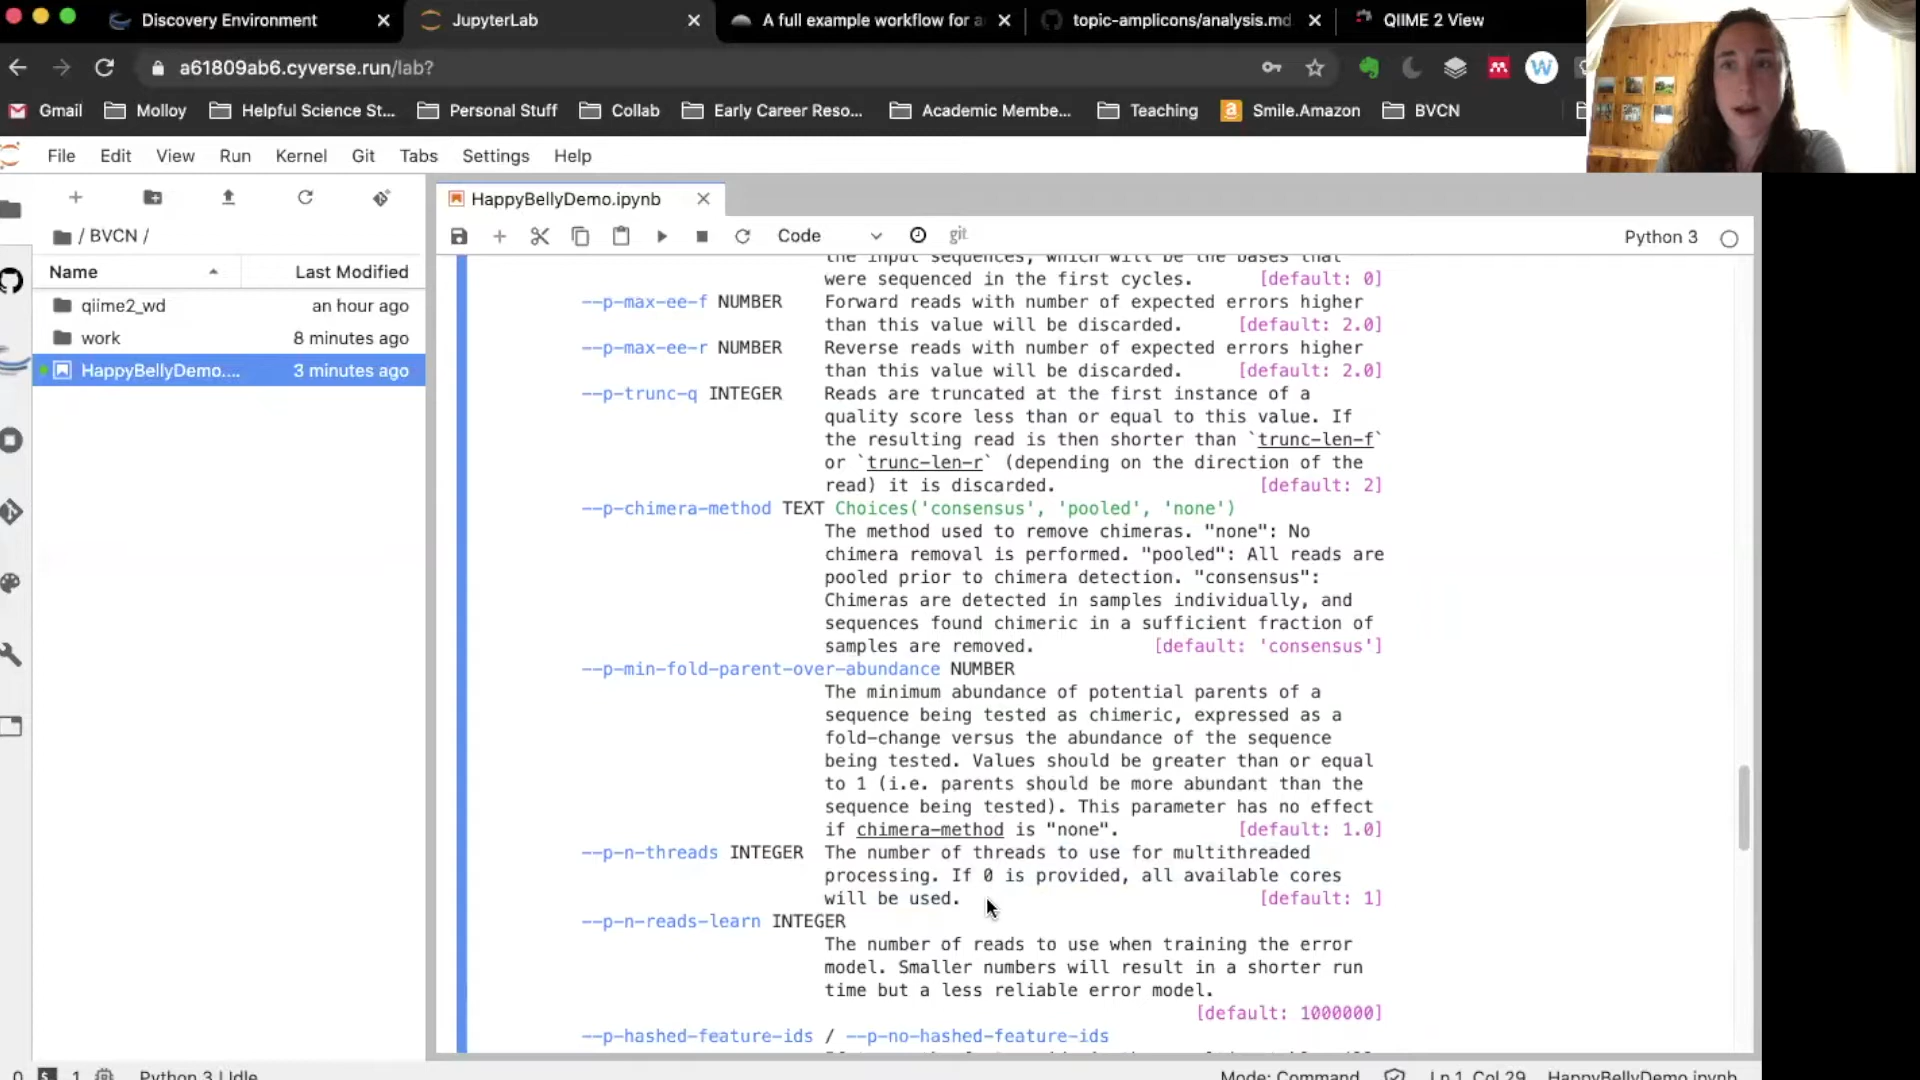 Discovery Environment
JupyterLab
A full example workflow for a
topic-amplicons/analysis.md
QIIME 2 View
a61809ab6.cyverse.run/lab?
Gmail
Molloy
Helpful Science St...
Personal Stuff
Collab
Early Career Reso...
Academic Membe...
Teaching
Smile.Amazon
BVCN
File Edit View Run Kernel Git Tabs Settings Help
HappyBellyDemo.ipynb
/ BVCN /
Code
git
Python 3
Name Last Modified
qiime2_wd an hour ago
work 8 minutes ago
HappyBellyDemo.... 3 minutes ago
the input sequences, which will be the bases that
were sequenced in the first cycles. [default: 0]
--p-max-ee-f NUMBER Forward reads with number of expected errors higher
than this value will be discarded. [default: 2.0]
--p-max-ee-r NUMBER Reverse reads with number of expected errors higher
than this value will be discarded. [default: 2.0]
--p-trunc-q INTEGER Reads are truncated at the first instance of a
quality score less than or equal to this value. If
the resulting read is then shorter than `trunc-len-f`
or `trunc-len-r` (depending on the direction of the
read) it is discarded. [default: 2]
--p-chimera-method TEXT Choices('consensus', 'pooled', 'none')
The method used to remove chimeras. "none": No
chimera removal is performed. "pooled": All reads are
pooled prior to chimera detection. "consensus":
Chimeras are detected in samples individually, and
sequences found chimeric in a sufficient fraction of
samples are removed. [default: 'consensus']
--p-min-fold-parent-over-abundance NUMBER
The minimum abundance of potential parents of a
sequence being tested as chimeric, expressed as a
fold-change versus the abundance of the sequence
being tested. Values should be greater than or equal
to 1 (i.e. parents should be more abundant than the
sequence being tested). This parameter has no effect
if chimera-method is "none". [default: 1.0]
--p-n-threads INTEGER The number of threads to use for multithreaded
processing. If 0 is provided, all available cores
will be used. [default: 1]
--p-n-reads-learn INTEGER
The number of reads to use when training the error
model. Smaller numbers will result in a shorter run
time but a less reliable error model.
[default: 1000000]
--p-hashed-feature-ids / --p-no-hashed-feature-ids
0 1 Python 3 | Idle
Mode: Command Ln 1, Col 29 HappyBellyDemo.ipynb